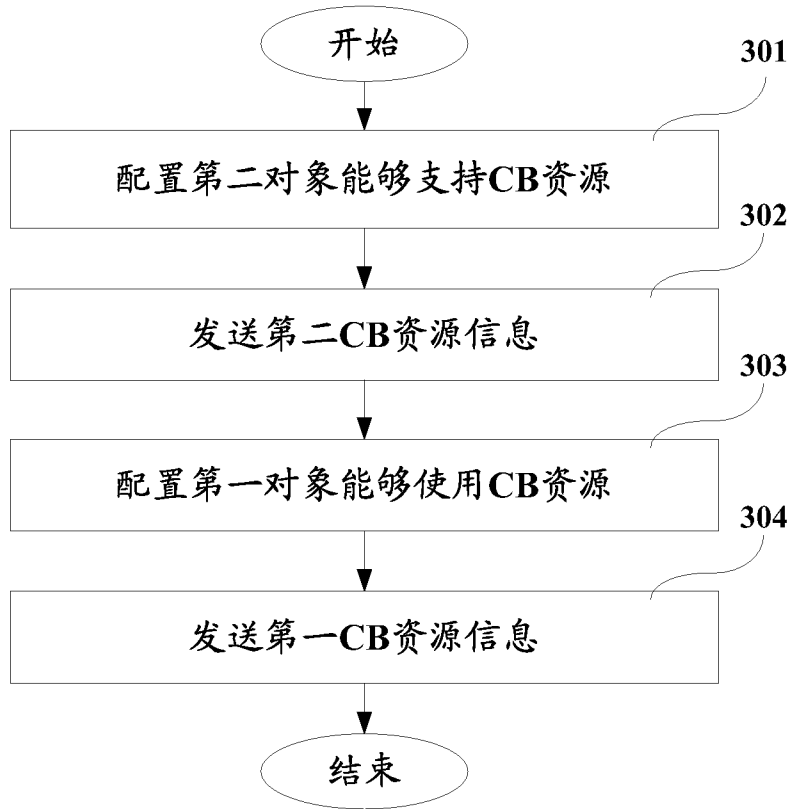 开始
301
配置第二对象能够支持CB资源
302
发送第二CB资源信息
303
配置第一对象能够使用CB资源
304
发送第一CB资源信息
结束